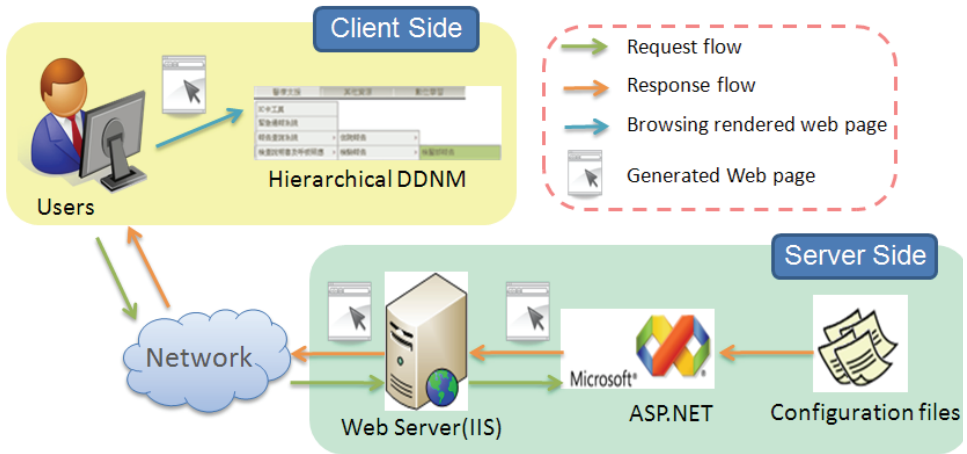 Client Side
Request flow
Response flow
Browsing rendered web page
Generated Web page
Hierarchical DDNM
Users
Server Side
Network
Microsoft®
Web Server(IIS)
ASP.NET
Configuration files